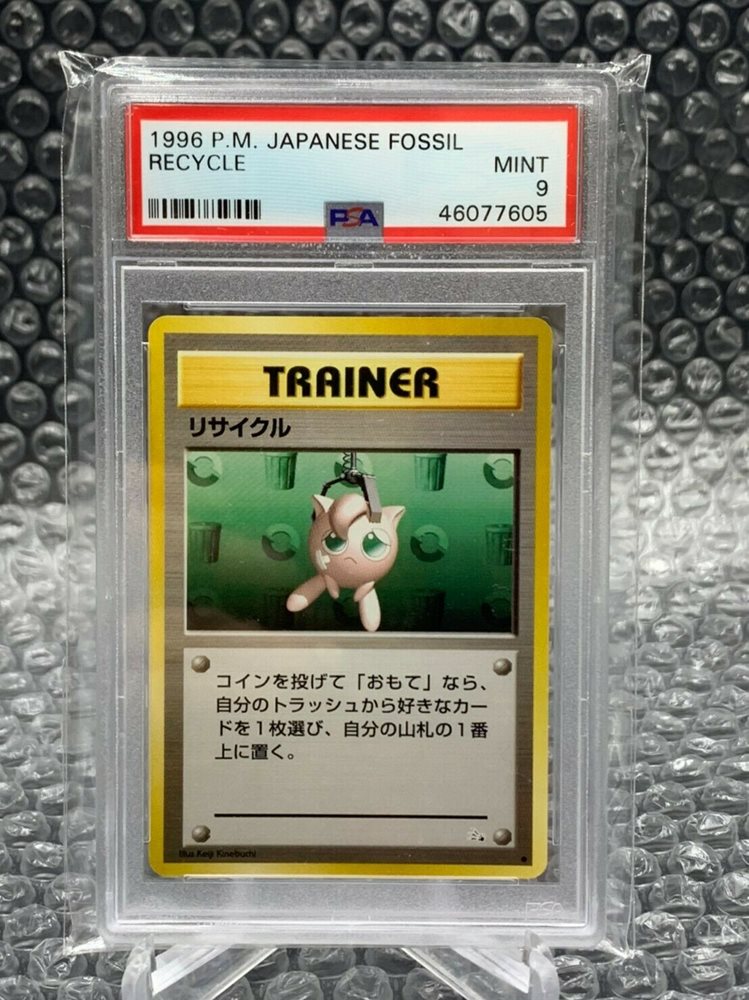 1996 P.M. JAPANESE FOSSIL
RECYCLE MINT
9
PSA 46077605
TRAINER
リサイクル
コインを投げて「おもて」なら、
自分のトラッシュから好きなカー
ドを1枚選び、自分の山札の1番
上に置く。
Illus. Keiji Kinebuchi
PSA